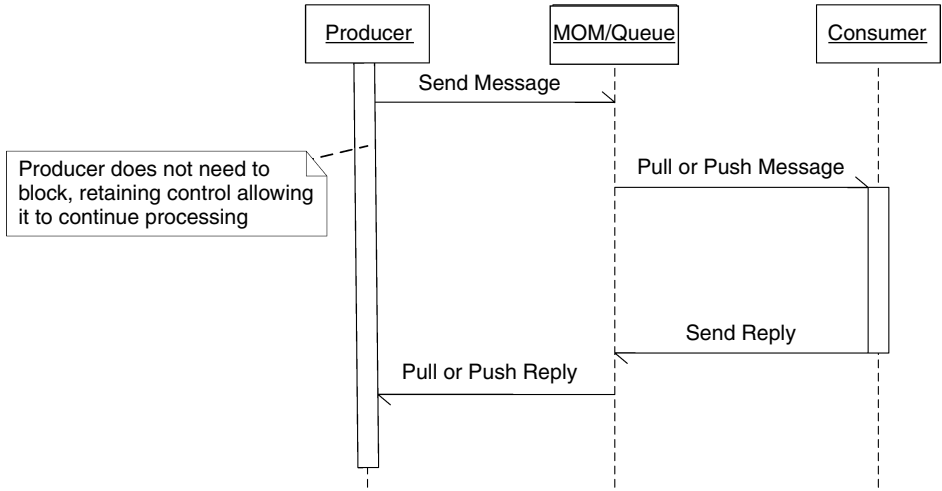 Producer
MOM/Queue
Consumer
Send Message
Producer does not need to
block, retaining control allowing
it to continue processing
Pull or Push Message
Send Reply
Pull or Push Reply